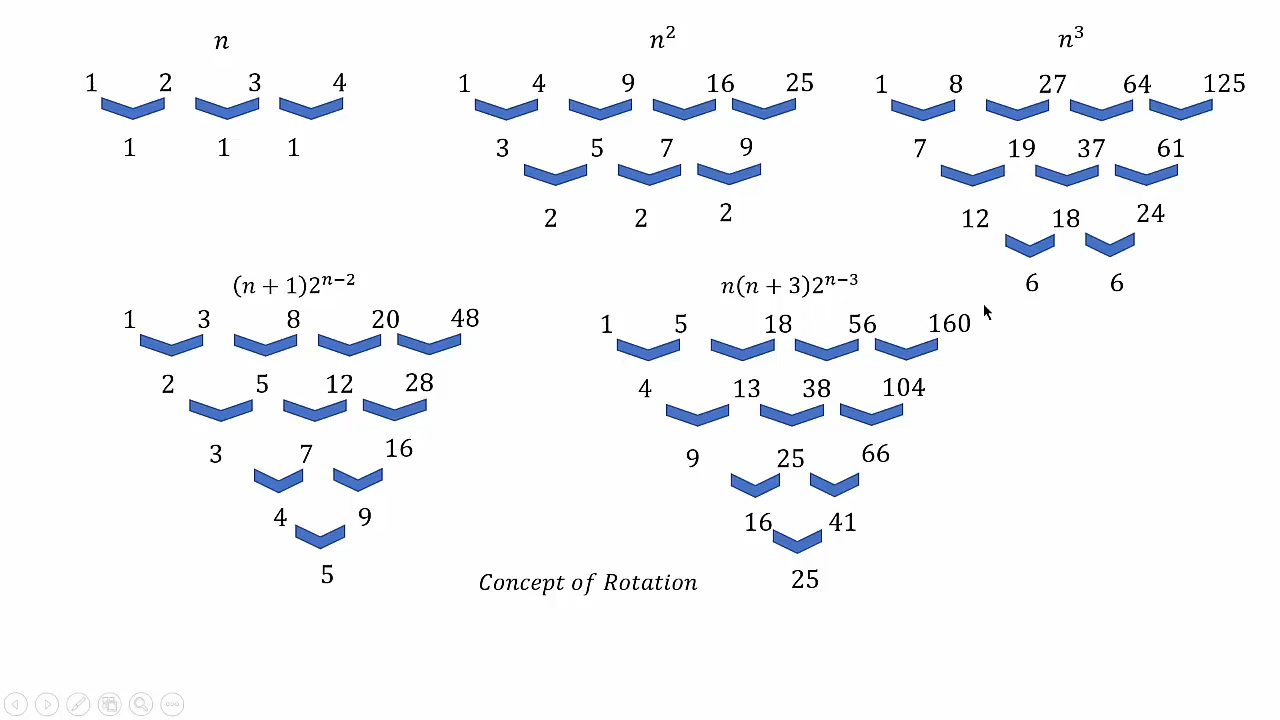 n
1 2 3 4
1 1 1
n²
1 4 9 16 25
3 5 7 9
2 2 2
n³
1 8 27 64 125
7 19 37 61
12 18 24
6 6
(n + 1)2ⁿ⁻²
1 3 8 20 48
2 5 12 28
3 7 16
4 9
5
n(n + 3)2ⁿ⁻³
1 5 18 56 160
4 13 38 104
9 25 66
16 41
25
Concept of Rotation